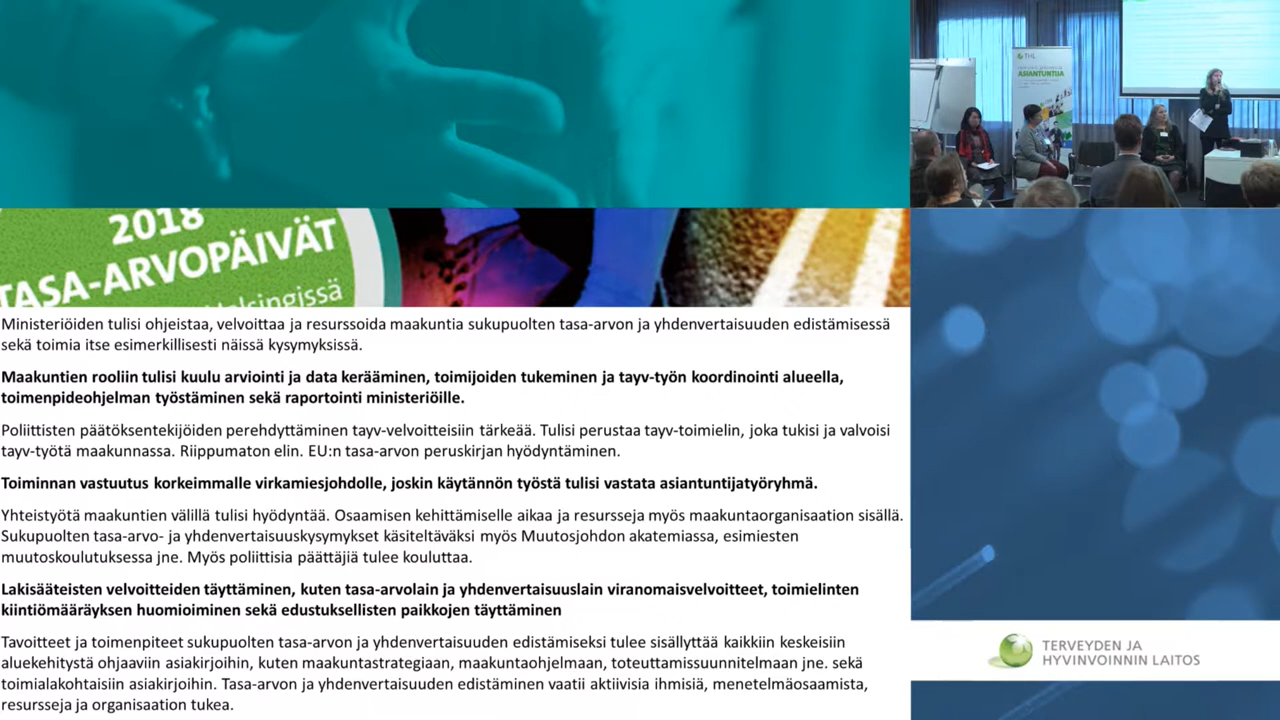 THL
ASIANTUNTIJA
2018
TASA-ARVOPÄIVÄT
Helsingissä
Ministeriöiden tulisi ohjeistaa, velvoittaa ja resurssoida maakuntia sukupuolten tasa-arvon ja yhdenvertaisuuden edistämisessä
sekä toimia itse esimerkillisesti näissä kysymyksissä.
Maakuntien rooliin tulisi kuulu arviointi ja data kerääminen, toimijoiden tukeminen ja tayv-työn koordinointi alueella,
toimenpideohjelman työstäminen sekä raportointi ministeriöille.
Poliittisten päätöksentekijöiden perehdyttäminen tayv-velvoitteisiin tärkeää. Tulisi perustaa tayv-toimielin, joka tukisi ja valvoisi
tayv-työtä maakunnassa. Riippumaton elin. EU:n tasa-arvon peruskirjan hyödyntäminen.
Toiminnan vastuutus korkeimmalle virkamiesjohdolle, joskin käytännön työstä tulisi vastata asiantuntijatyöryhmä.
Yhteistyötä maakuntien välillä tulisi hyödyntää. Osaamisen kehittämiselle aikaa ja resursseja myös maakuntaorganisaation sisällä.
Sukupuolten tasa-arvo- ja yhdenvertaisuuskysymykset käsiteltäväksi myös Muutosjohdon akatemiassa, esimiesten
muutoskoulutuksessa jne. Myös poliittisia päättäjiä tulee kouluttaa.
Lakisääteisten velvoitteiden täyttäminen, kuten tasa-arvolain ja yhdenvertaisuuslain viranomaisvelvoitteet, toimielinten
kiintiömääräyksen huomioiminen sekä edustuksellisten paikkojen täyttäminen
Tavoitteet ja toimenpiteet sukupuolten tasa-arvon ja yhdenvertaisuuden edistämiseksi tulee sisällyttää kaikkiin keskeisiin
aluekehitystä ohjaaviin asiakirjoihin, kuten maakuntastrategiaan, maakuntaohjelmaan, toteuttamissuunnitelmaan jne. sekä
toimialakohtaisiin asiakirjoihin. Tasa-arvon ja yhdenvertaisuuden edistäminen vaatii aktiivisia ihmisiä, menetelmäosaamista,
resursseja ja organisaation tukea.
TERVEYDEN JA
HYVINVOINNIN LAITOS